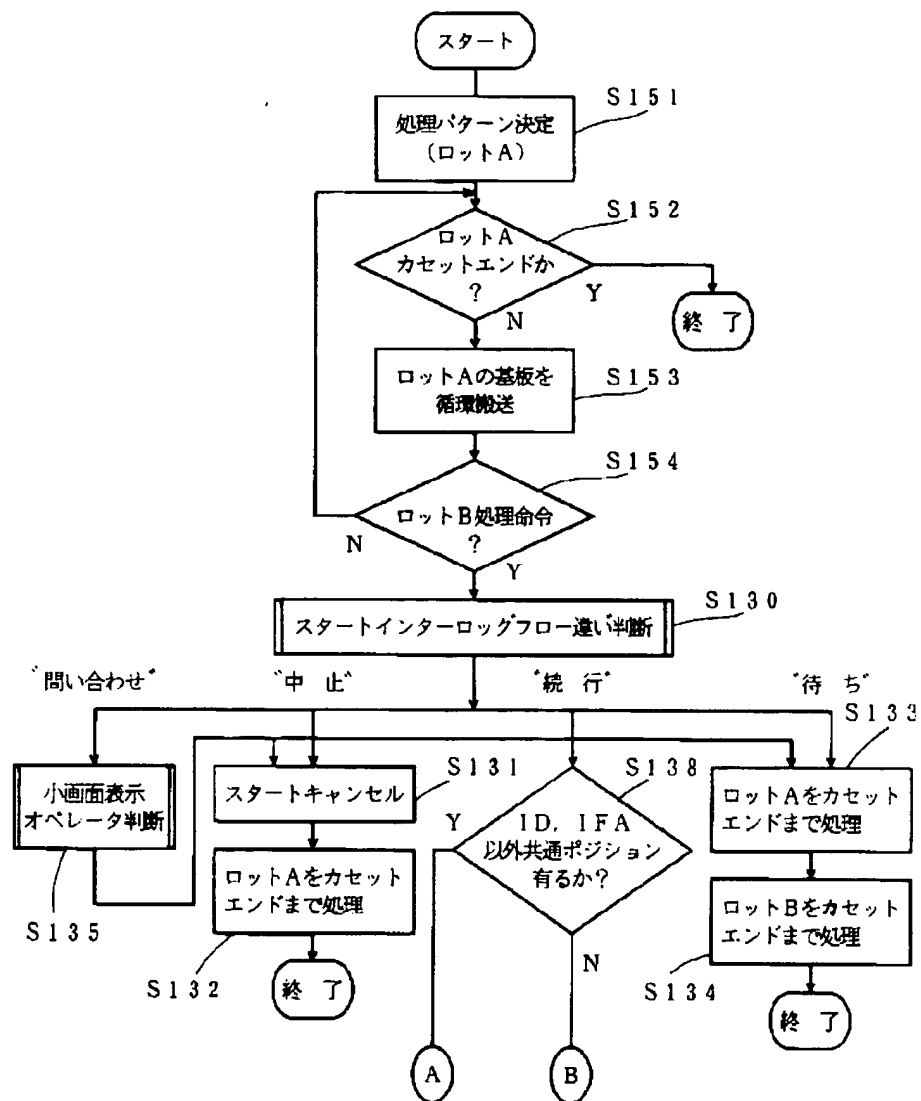 スタート
S151
処理パターン決定
(ロットA)
S152
ロットA
カセットエンドか
?
Y
N
終 了
S153
ロットAの基板を
循環搬送
S154
ロットB処理命令
?
N
Y
S130
スタートインターロッグフロー違い判断
"問い合わせ"
"中 止"
"続 行"
"待 ち"
S133
S131
S138
小画面表示
オペレータ判断
スタートキャンセル
Y
ID, IFA
以外共通ポジション
有るか?
ロットAをカセット
エンドまで処理
ロットAをカセット
エンドまで処理
ロットBをカセット
エンドまで処理
S135
N
S132
終 了
S134
終 了
A
B